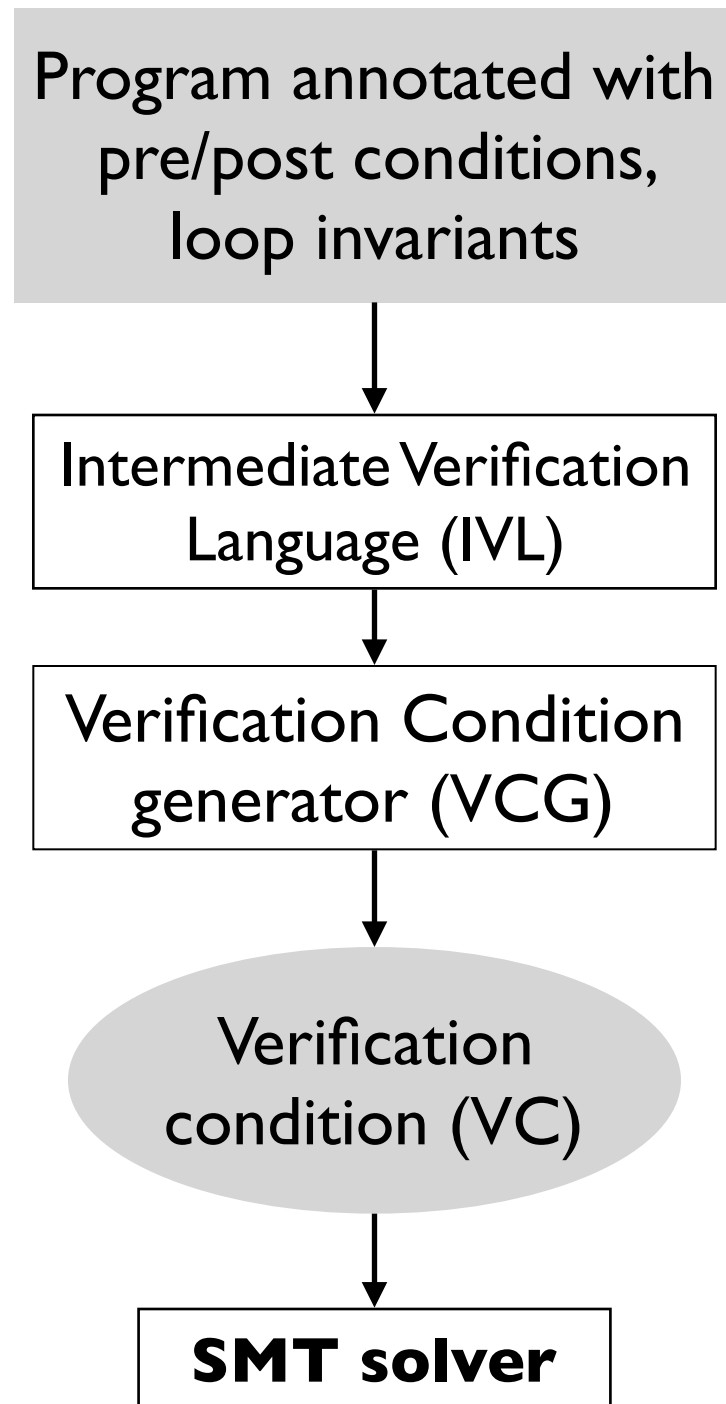 Program annotated with
pre/post conditions,
loop invariants
Intermediate Verification
Language (IVL)
Verification Condition
generator (VCG)
Verification
condition (VC)
SMT solver